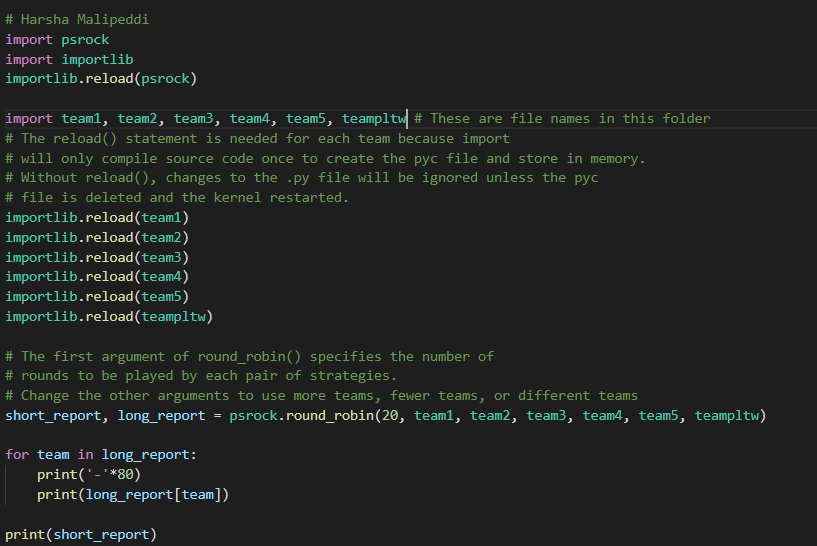 # Harsha Malipeddi
import psrock
import importlib
importlib.reload(psrock)
import team1, team2, team3, team4, team5, teampltw # These are file names in this folder
# The reload() statement is needed for each team because import
# will only compile source code once to create the pyc file and store in memory.
# Without reload(), changes to the .py file will be ignored unless the pyc
# file is deleted and the kernel restarted.
importlib.reload(team1)
importlib.reload(team2)
importlib.reload(team3)
importlib.reload(team4)
importlib.reload(team5)
importlib.reload(teampltw)
# The first argument of round_robin() specifies the number of
# rounds to be played by each pair of strategies.
# Change the other arguments to use more teams, fewer teams, or different teams
short_report, long_report = psrock.round_robin(20, team1, team2, team3, team4, team5, teampltw)
for team in long_report:
    print('-'*80)
    print(long_report[team])
print(short_report)